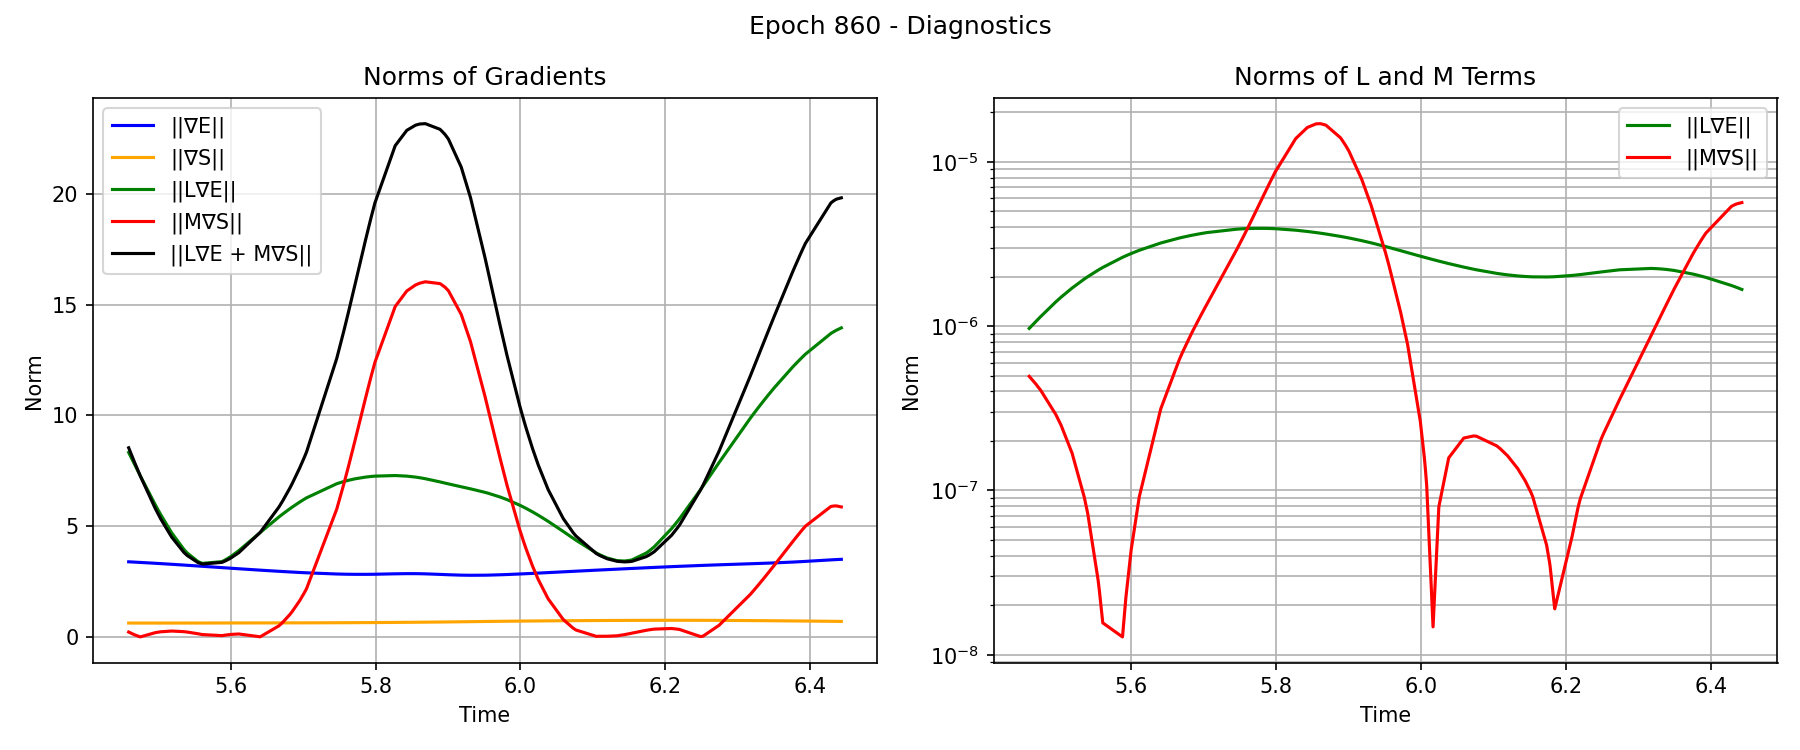 Epoch 860 - Diagnostics
Norms of Gradients
||∇E||
||∇S||
||L∇E||
||M∇S||
||L∇E + M∇S||
Norm
20
15
10
5
0
5.6 5.8 6.0 6.2 6.4
Time
Norms of L and M Terms
||L∇E||
||M∇S||
Norm
10⁻⁵
10⁻⁶
10⁻⁷
10⁻⁸
5.6 5.8 6.0 6.2 6.4
Time